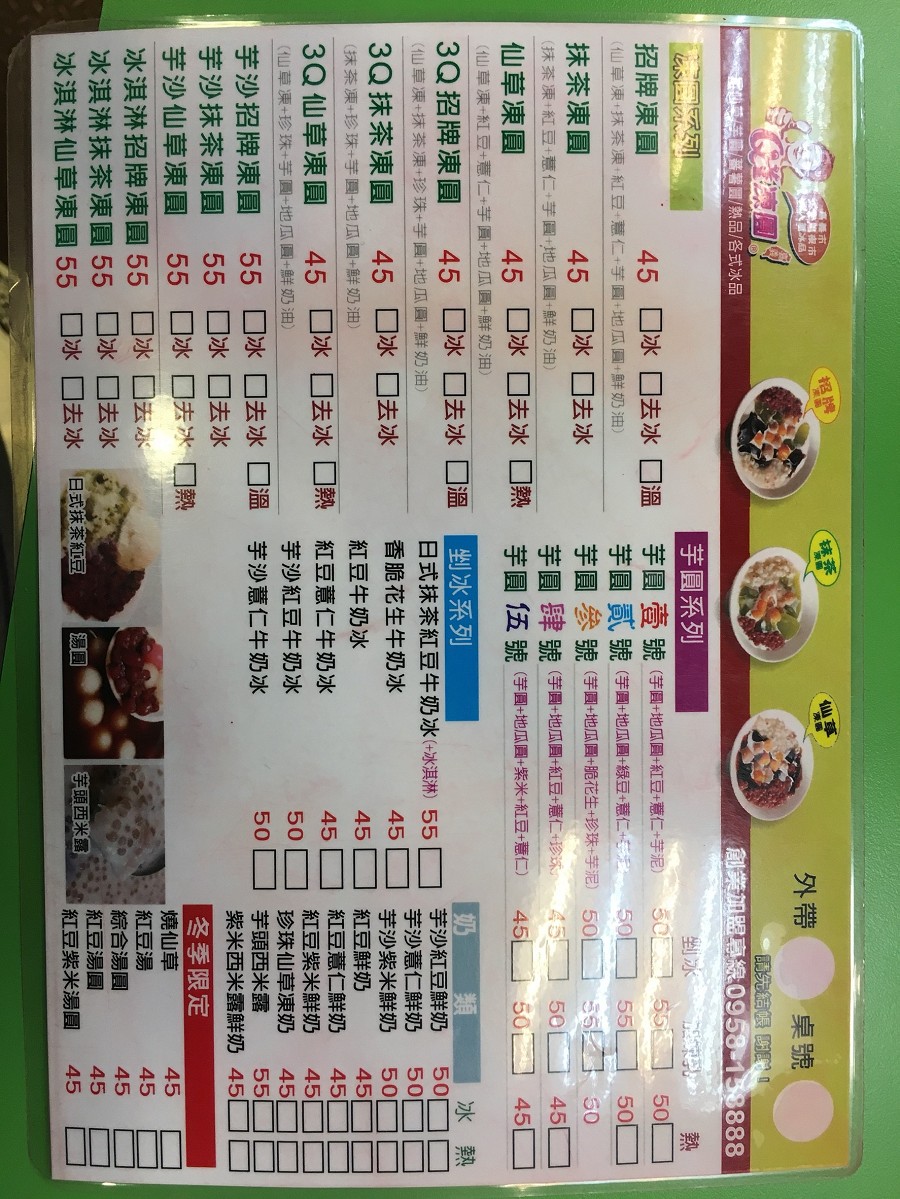 招牌
凍圓
抹茶
凍圓
仙草
凍圓
外帶
桌號
請先結帳 謝謝!
嘉義市
凍圓
仙草/芋圓/蕃薯圓/熱品/各式冰品
創業加盟專線0958-158888
凍圓系列
招牌凍圓 45 □冰 □去冰 □溫
(仙草凍+抹茶凍+紅豆+薏仁+芋圓+地瓜圓+鮮奶油)
抹茶凍圓 45 □冰 □去冰
(抹茶凍+紅豆+薏仁+芋圓+地瓜圓+鮮奶油)
仙草凍圓 45 □冰 □去冰 □熱
(仙草凍+紅豆+薏仁+芋圓+地瓜圓+鮮奶油)
3Q招牌凍圓 45 □冰 □去冰 □溫
(仙草凍+抹茶凍+珍珠+芋圓+地瓜圓+鮮奶油)
3Q抹茶凍圓 45 □冰 □去冰
(抹茶凍+珍珠+芋圓+地瓜圓+鮮奶油)
3Q仙草凍圓 45 □冰 □去冰 □熱
(仙草凍+珍珠+芋圓+地瓜圓+鮮奶油)
芋沙招牌凍圓 55 □冰 □去冰 □溫
芋沙抹茶凍圓 55 □冰 □去冰
芋沙仙草凍圓 55 □冰 □去冰 □熱
冰淇淋招牌凍圓 55 □冰 □去冰
冰淇淋抹茶凍圓 55 □冰 □去冰
冰淇淋仙草凍圓 55 □冰 □去冰
芋圓系列 剉冰 加煉乳 熱
芋圓 壹 號 (芋圓+地瓜圓+紅豆+薏仁+芋泥) 50 55 50
芋圓 貳 號 (芋圓+地瓜圓+綠豆+薏仁+芋泥) 50 55 50
芋圓 參 號 (芋圓+地瓜圓+脆花生+珍珠+芋泥) 50 55 50
芋圓 肆 號 (芋圓+地瓜圓+紅豆+薏仁+珍珠) 45 50 45
芋圓 伍 號 (芋圓+地瓜圓+紫米+紅豆+薏仁) 45 50 45
剉冰系列
日式抹茶紅豆牛奶冰(+冰淇淋) 55
香脆花生牛奶冰 45
紅豆牛奶冰 45
紅豆薏仁牛奶冰 45
芋沙紅豆牛奶冰 50
芋沙薏仁牛奶冰 50
奶 類 冰 熱
芋沙紅豆鮮奶 50
芋沙薏仁鮮奶 50
芋沙紫米鮮奶 50
紅豆鮮奶 45
紅豆薏仁鮮奶 45
紅豆紫米鮮奶 45
珍珠仙草凍奶 45
芋頭西米露 55
紫米西米露鮮奶 45
冬季限定
燒仙草 45
紅豆湯 45
綜合湯圓 45
紅豆湯圓 45
紅豆紫米湯圓 45
日式抹茶紅豆
湯圓
芋頭西米露